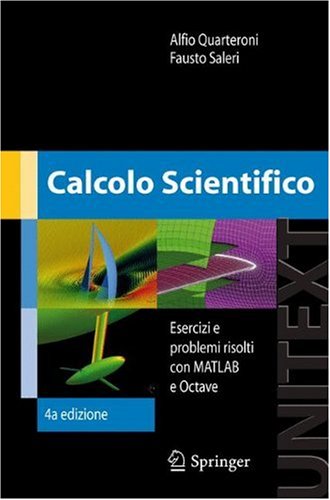 Alfio Quarteroni
Fausto Saleri
Calcolo Scientifico
Esercizi e
problemi risolti
con MATLAB
e Octave
4a edizione
UNITEXT
Springer